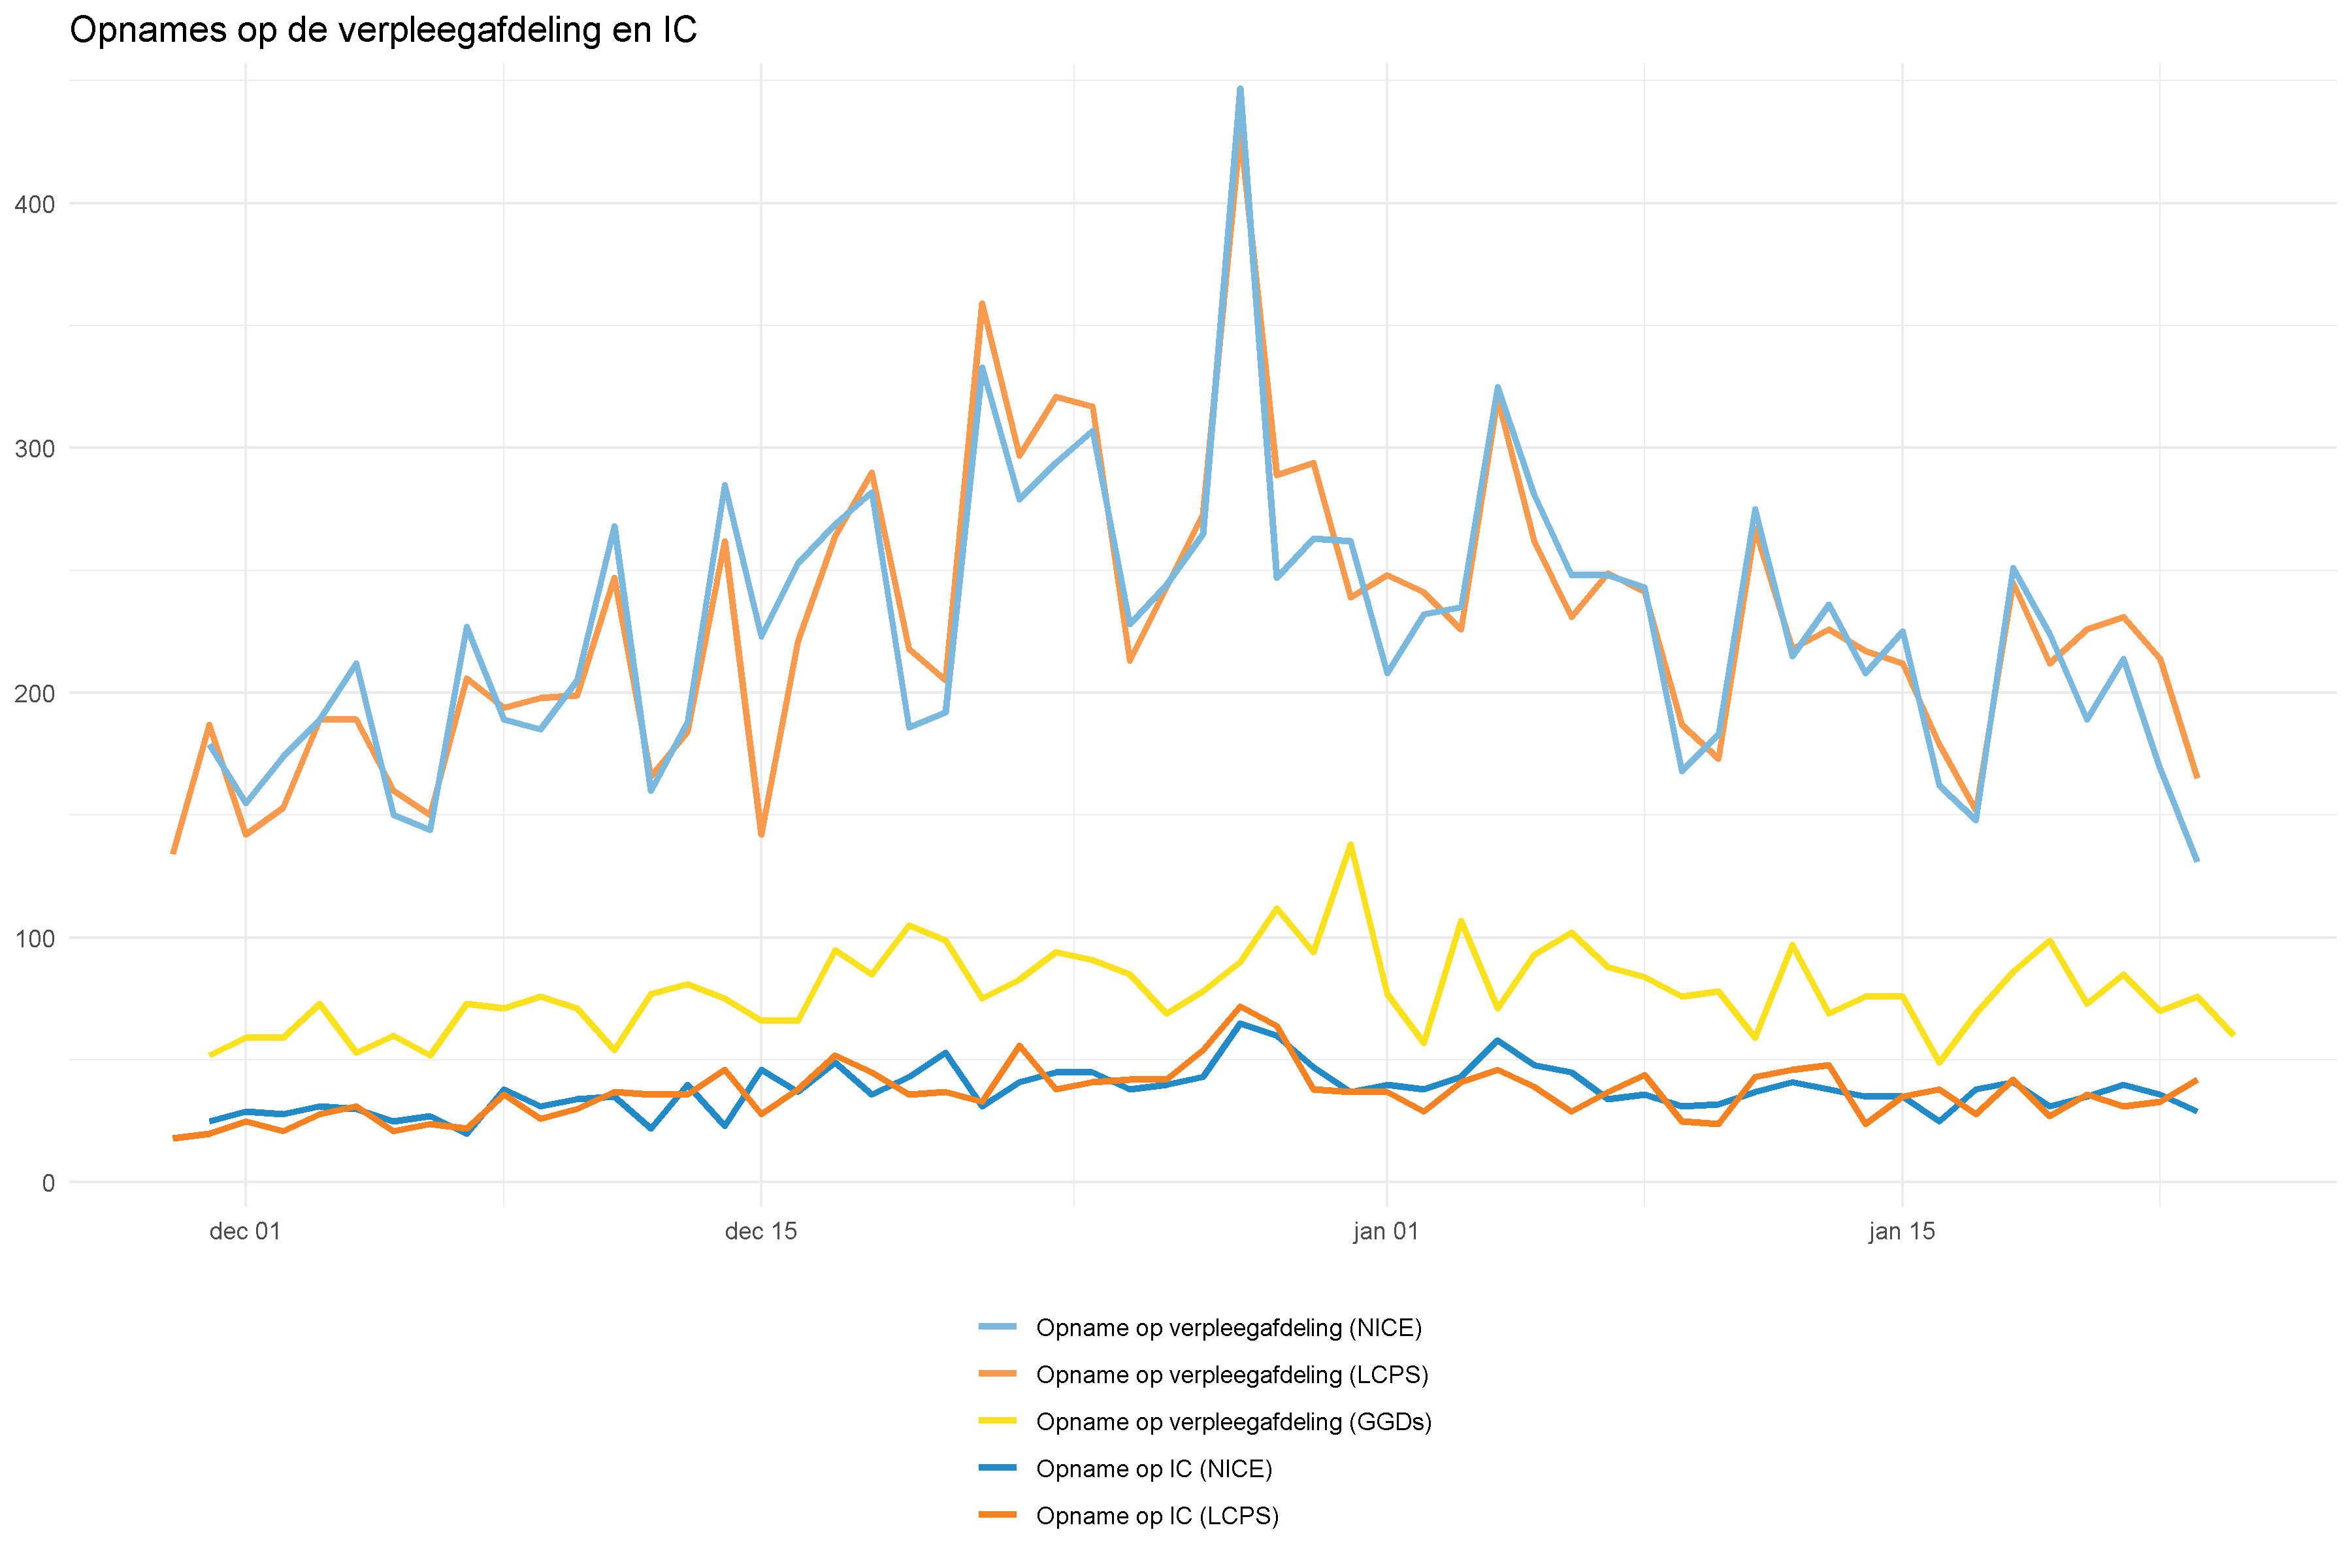 Opnames op de verpleegafdeling en IC
400
300
200
100
0
dec 01 dec 15 jan 01 jan 15
Opname op verpleegafdeling (NICE)
Opname op verpleegafdeling (LCPS)
Opname op verpleegafdeling (GGDs)
Opname op IC (NICE)
Opname op IC (LCPS)